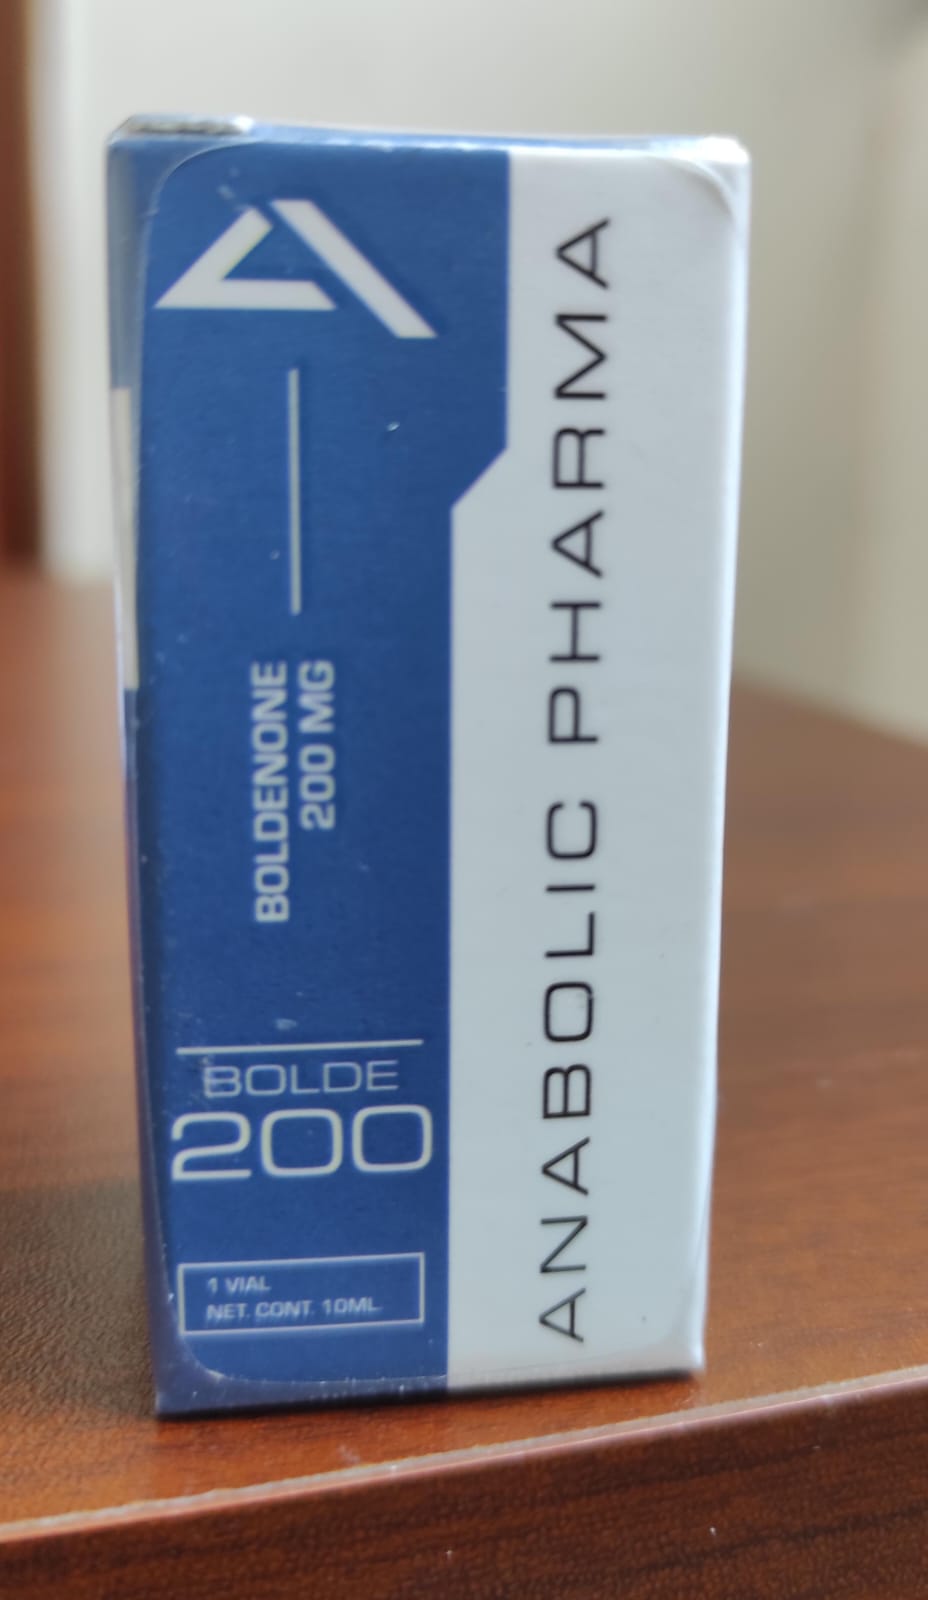 BOLDENONE
200 MG
BOLDE
200
1 VIAL
NET. CONT. 10ML
ANABOLIC PHARMA